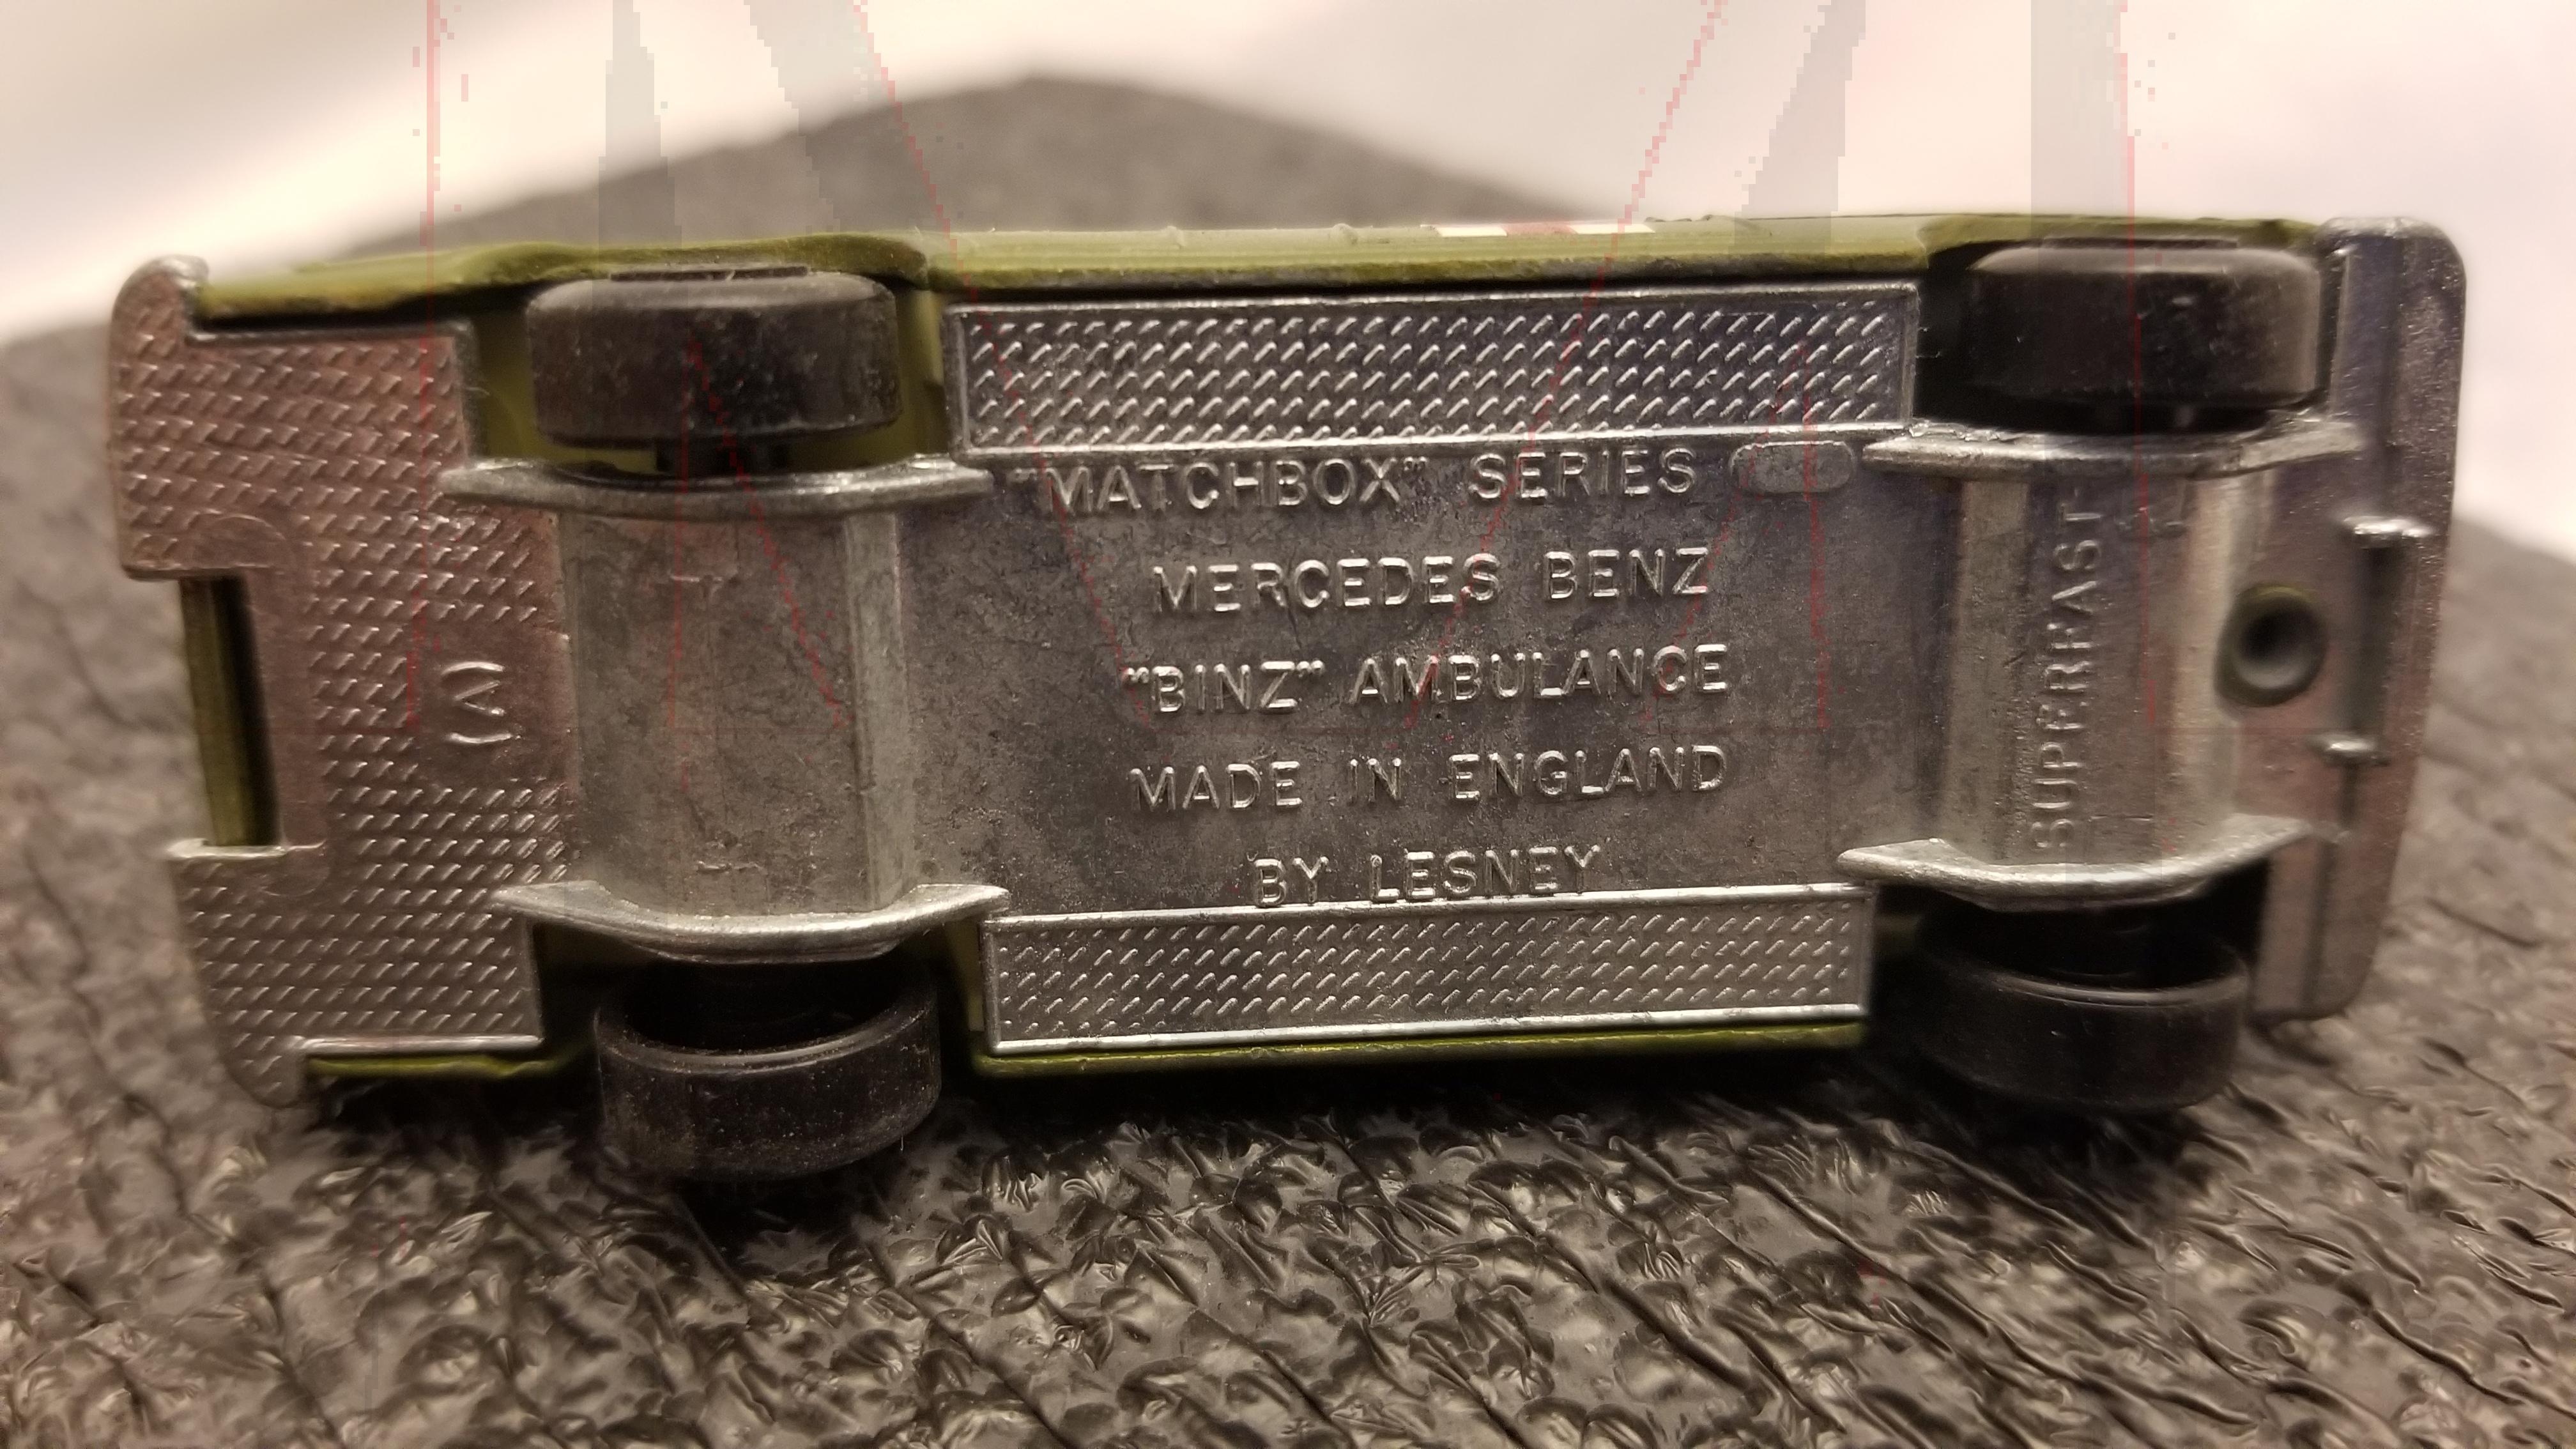 "MATCHBOX" SERIES
MERCEDES BENZ
"BINZ" AMBULANCE
MADE IN ENGLAND
BY LESNEY
SUPERFAST
(A)